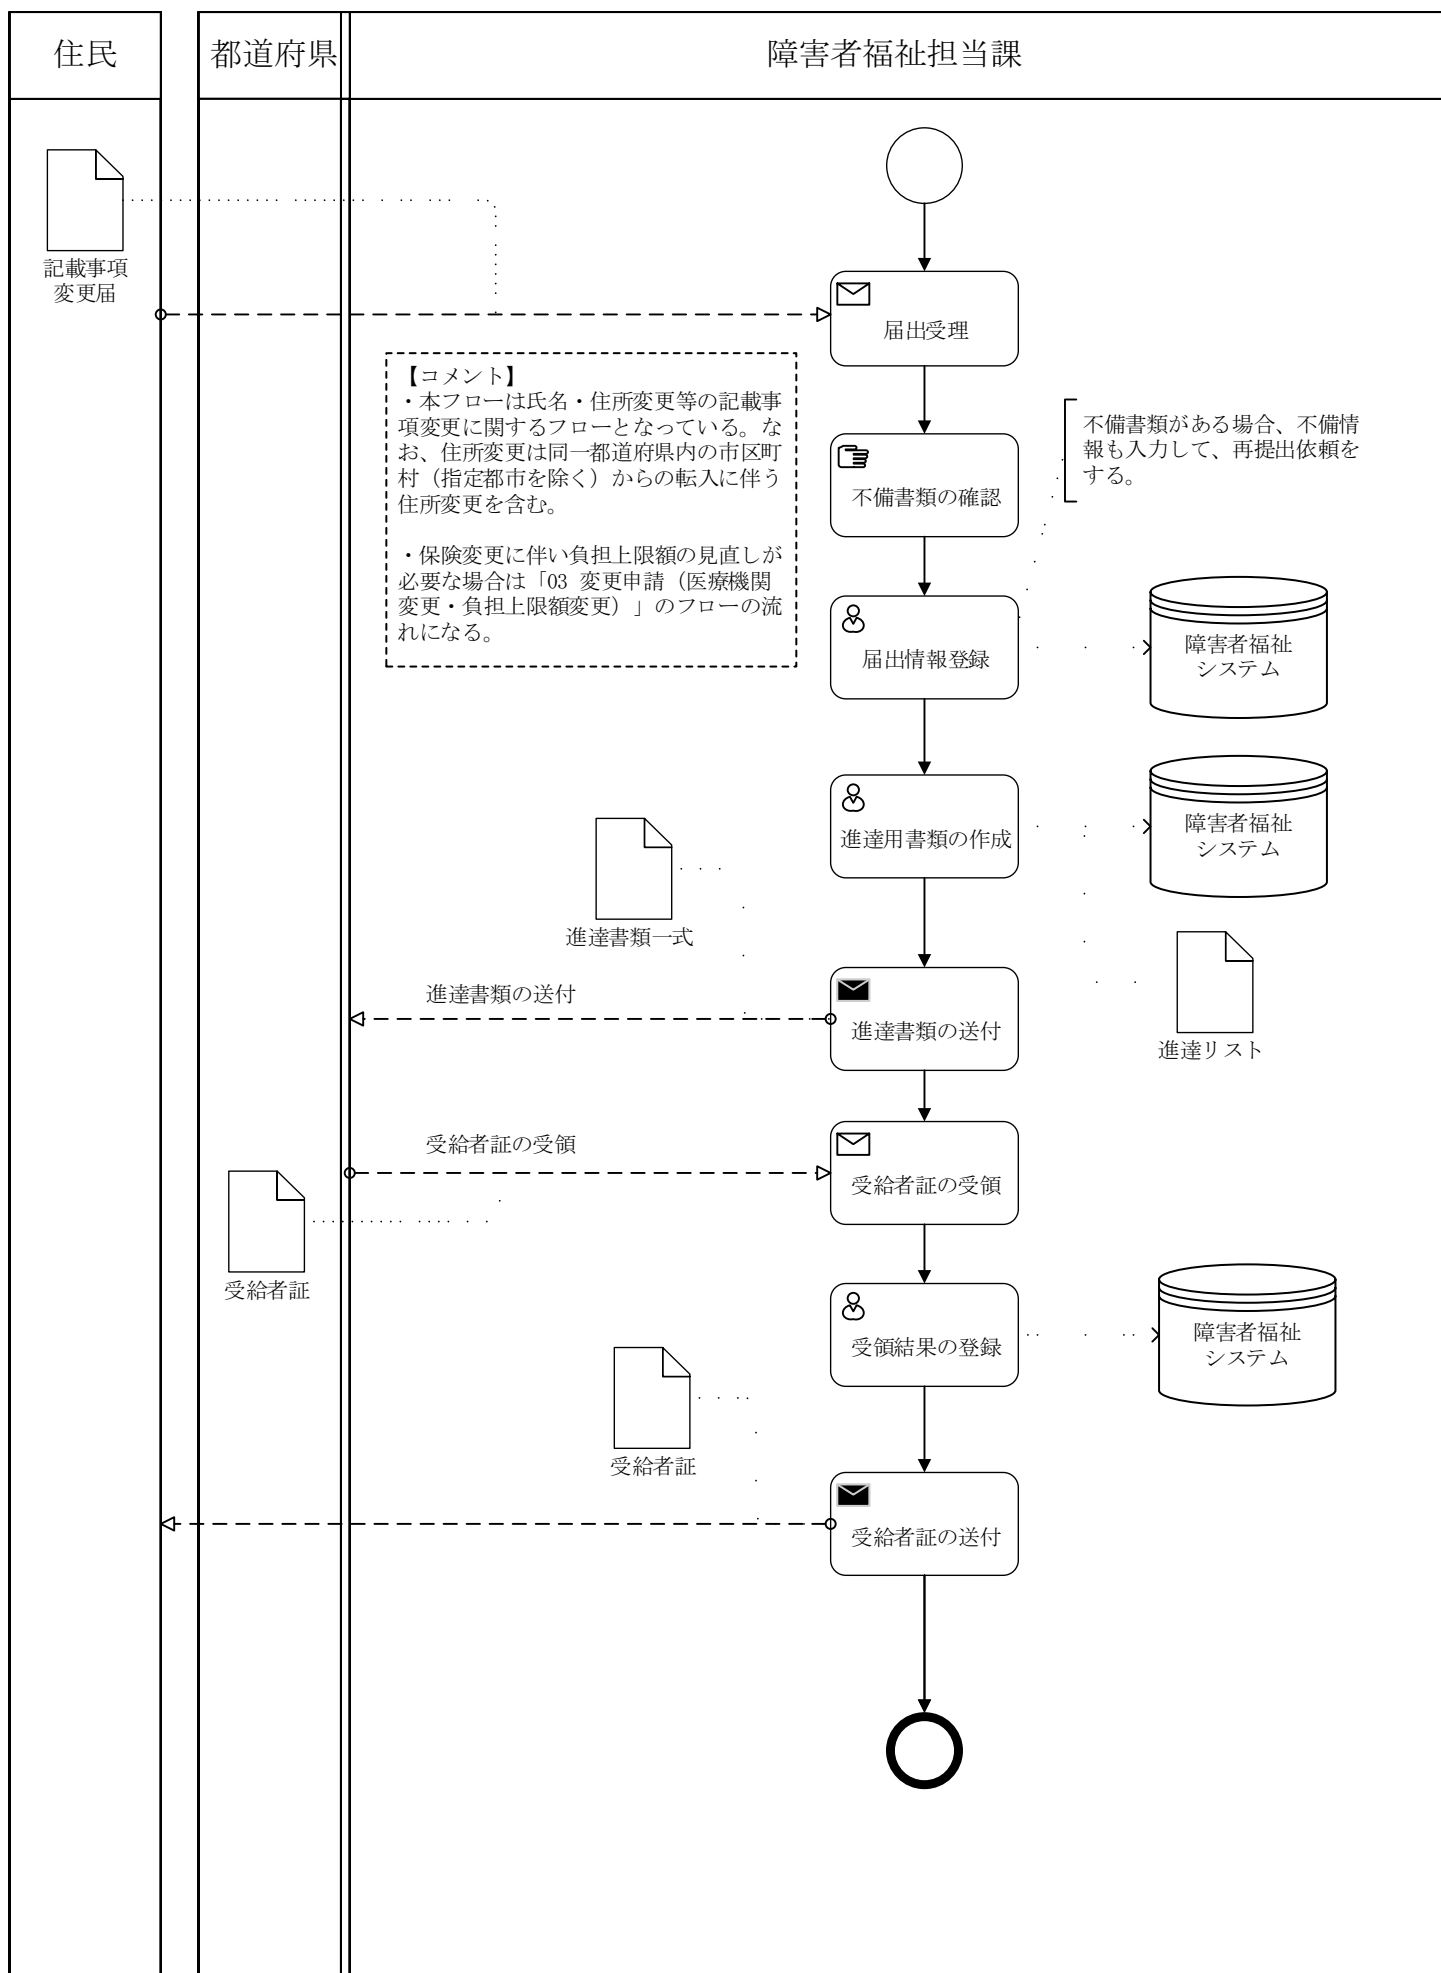 住民
都道府県
障害者福祉担当課
記載事項
変更届
届出受理
【コメント】
・本フローは氏名・住所変更等の記載事
項変更に関するフローとなっている。な
お、住所変更は同一都道府県内の市区町
村（指定都市を除く）からの転入に伴う
住所変更を含む。
・保険変更に伴い負担上限額の見直しが
必要な場合は「03 変更申請（医療機関
変更・負担上限額変更）」のフローの流
れになる。
不備書類がある場合、不備情
報も入力して、再提出依頼を
する。
不備書類の確認
届出情報登録
障害者福祉
システム
進達用書類の作成
障害者福祉
システム
進達書類一式
進達書類の送付
進達書類の送付
進達リスト
受給者証の受領
受給者証の受領
受給者証
受領結果の登録
障害者福祉
システム
受給者証
受給者証の送付